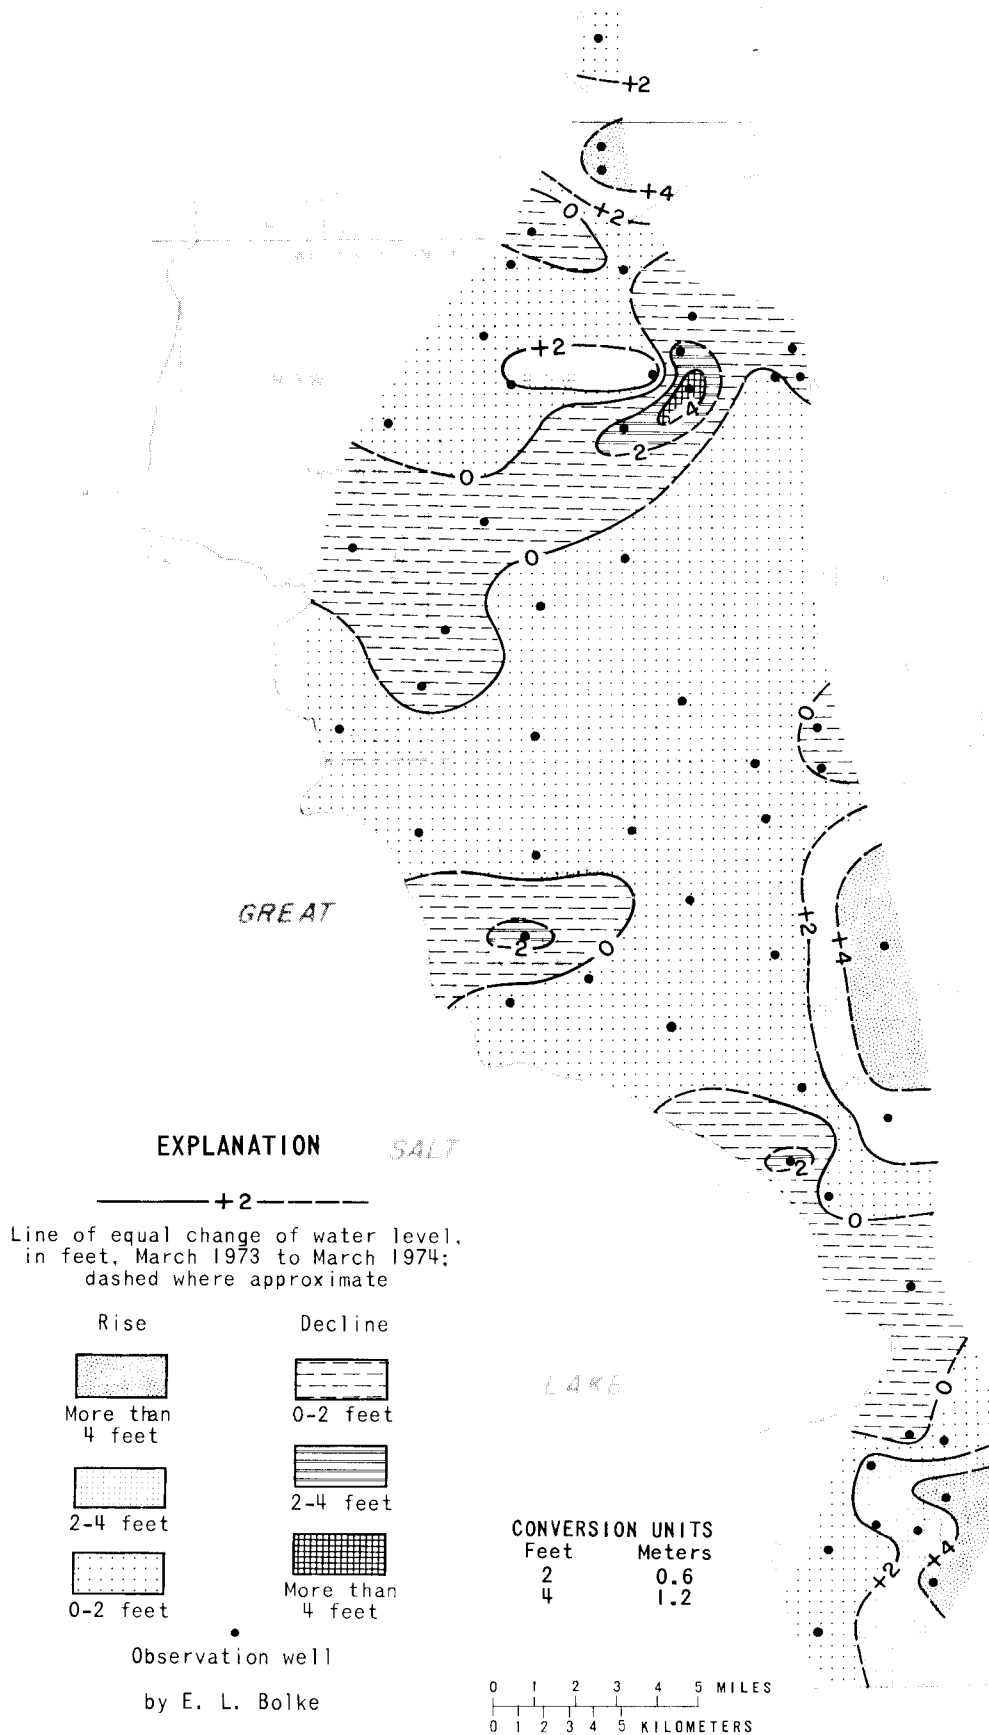 +2
+4
+2
0
+2
4
2
0
0
0
GREAT
+2
+4
2
0
SALT
2
0
LAKE
0
+2
+4
EXPLANATION
+2
Line of equal change of water level,
in feet, March 1973 to March 1974;
dashed where approximate
Rise Decline
More than
4 feet
0-2 feet
2-4 feet
2-4 feet
0-2 feet
More than
4 feet
Observation well
by E. L. Bolke
CONVERSION UNITS
Feet Meters
2 0.6
4 1.2
0 1 2 3 4 5 MILES
0 1 2 3 4 5 KILOMETERS